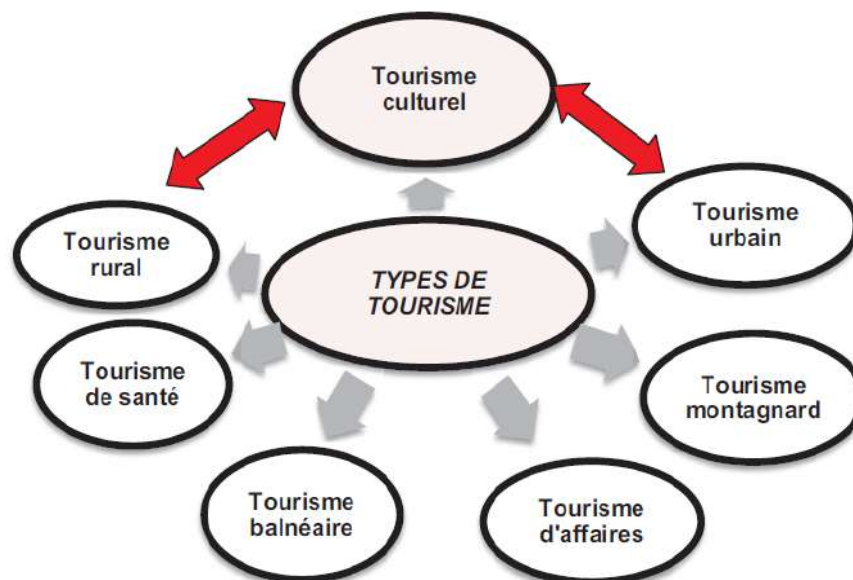 Tourisme
culturel
Tourisme
rural
Tourisme
urbain
TYPES DE
TOURISME
Tourisme
de santé
Tourisme
montagnard
Tourisme
balnéaire
Tourisme
d'affaires